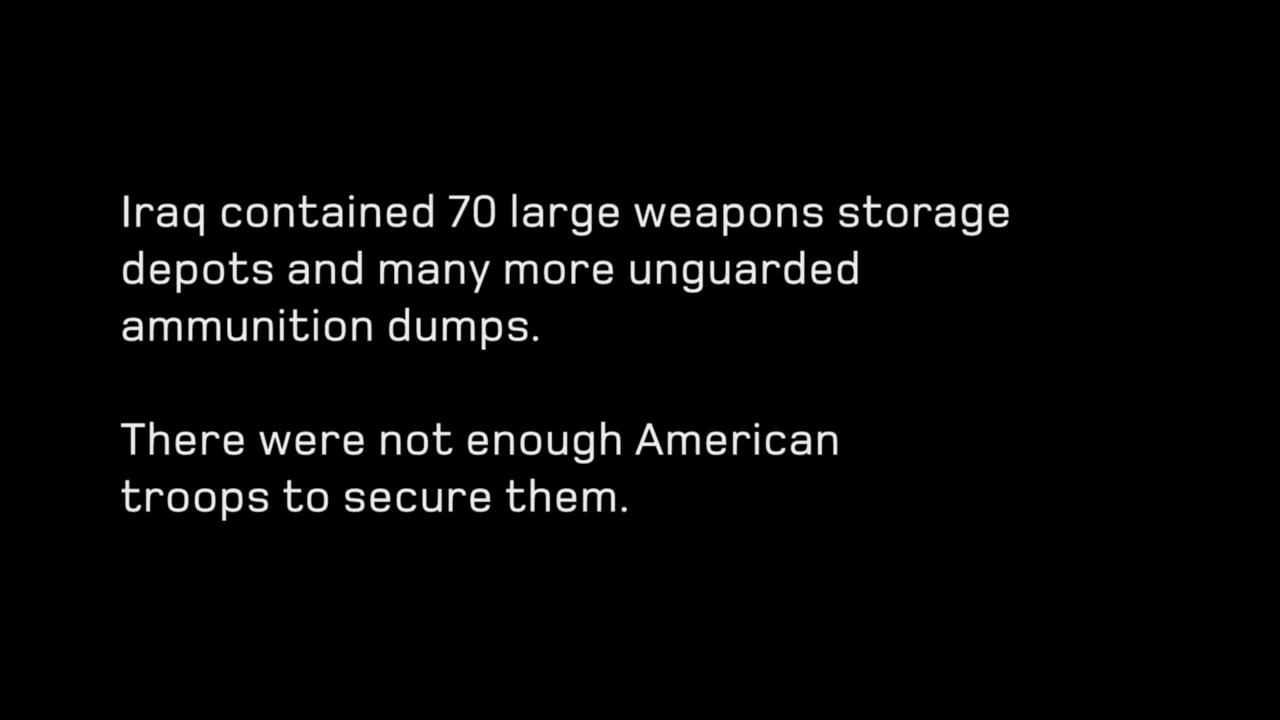 Iraq contained 70 large weapons storage
depots and many more unguarded
ammunition dumps.
There were not enough American
troops to secure them.